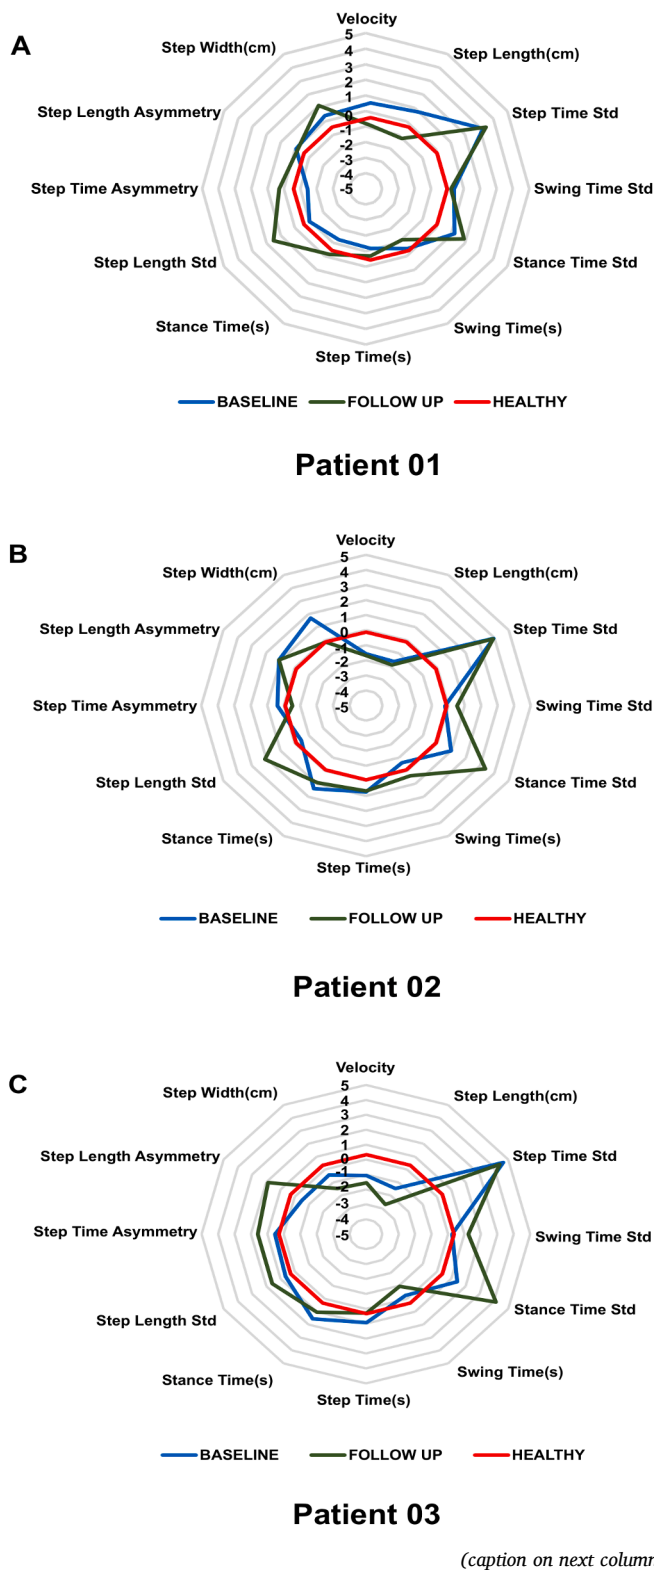 A
Velocity
Step Width(cm)
Step Length(cm)
Step Length Asymmetry
Step Time Std
Step Time Asymmetry
Swing Time Std
Step Length Std
Stance Time Std
Stance Time(s)
Swing Time(s)
Step Time(s)
5
4
3
2
1
0
-1
-2
-3
-4
-5
BASELINE FOLLOW UP HEALTHY
Patient 01
B
Velocity
Step Width(cm)
Step Length(cm)
Step Length Asymmetry
Step Time Std
Step Time Asymmetry
Swing Time Std
Step Length Std
Stance Time Std
Stance Time(s)
Swing Time(s)
Step Time(s)
5
4
3
2
1
0
-1
-2
-3
-4
-5
BASELINE FOLLOW UP HEALTHY
Patient 02
C
Velocity
Step Width(cm)
Step Length(cm)
Step Length Asymmetry
Step Time Std
Step Time Asymmetry
Swing Time Std
Step Length Std
Stance Time Std
Stance Time(s)
Swing Time(s)
Step Time(s)
5
4
3
2
1
0
-1
-2
-3
-4
-5
BASELINE FOLLOW UP HEALTHY
Patient 03
(caption on next column